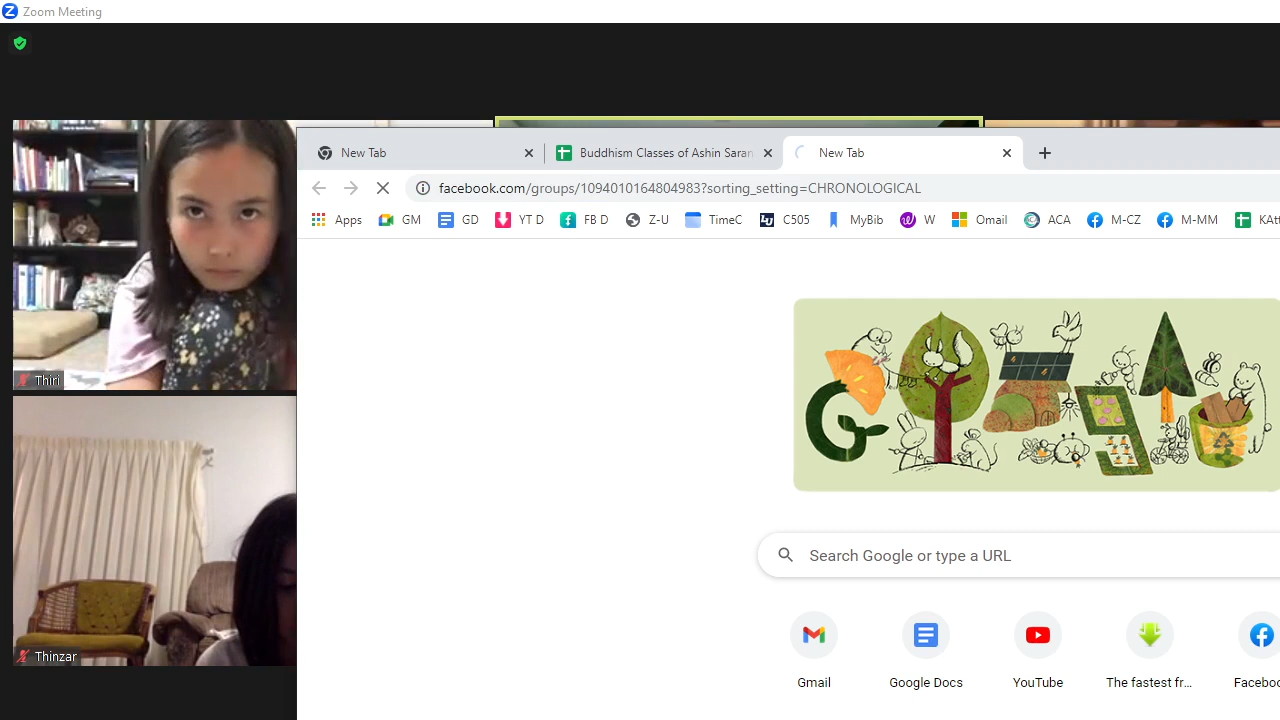 Zoom Meeting
New Tab
Buddhism Classes of Ashin Saran
New Tab
facebook.com/groups/1094010164804983?sorting_setting=CHRONOLOGICAL
Apps GM GD YT D FB D Z-U TimeC C505 MyBib W Omail ACA M-CZ M-MM KAtt
Thiri
Search Google or type a URL
Thinzar
Gmail Google Docs YouTube The fastest fr... Faceboo